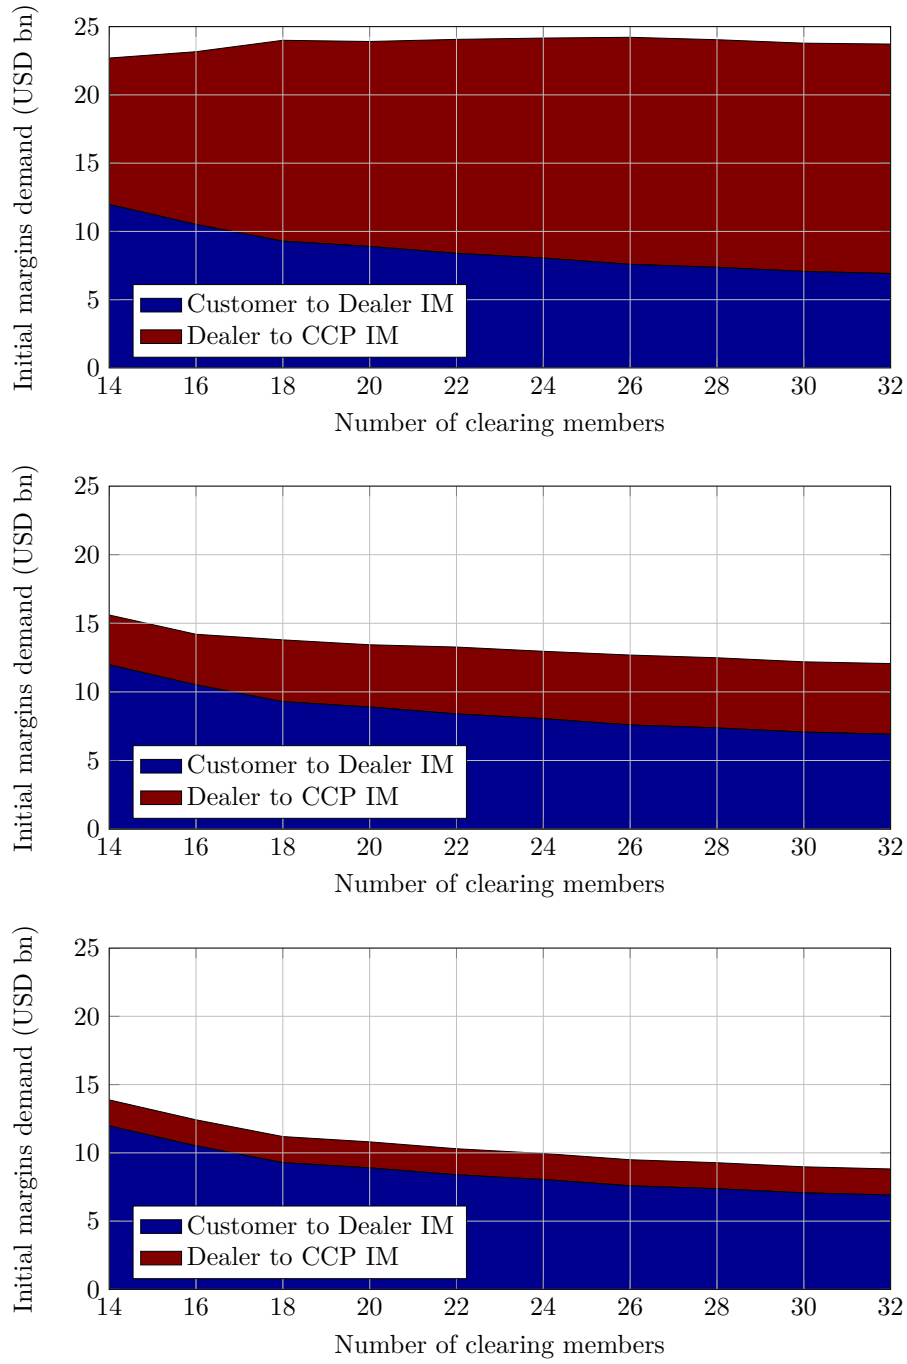 Initial margins demand (USD bn)
25
20
15
10
5
0
Customer to Dealer IM
Dealer to CCP IM
14 16 18 20 22 24 26 28 30 32
Number of clearing members
Initial margins demand (USD bn)
25
20
15
10
5
0
Customer to Dealer IM
Dealer to CCP IM
14 16 18 20 22 24 26 28 30 32
Number of clearing members
Initial margins demand (USD bn)
25
20
15
10
5
0
Customer to Dealer IM
Dealer to CCP IM
14 16 18 20 22 24 26 28 30 32
Number of clearing members